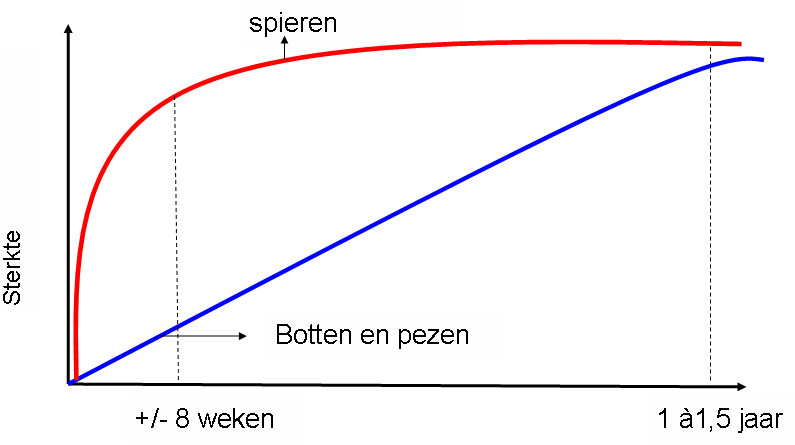 spieren
Sterkte
Botten en pezen
+/- 8 weken
1 à1,5 jaar